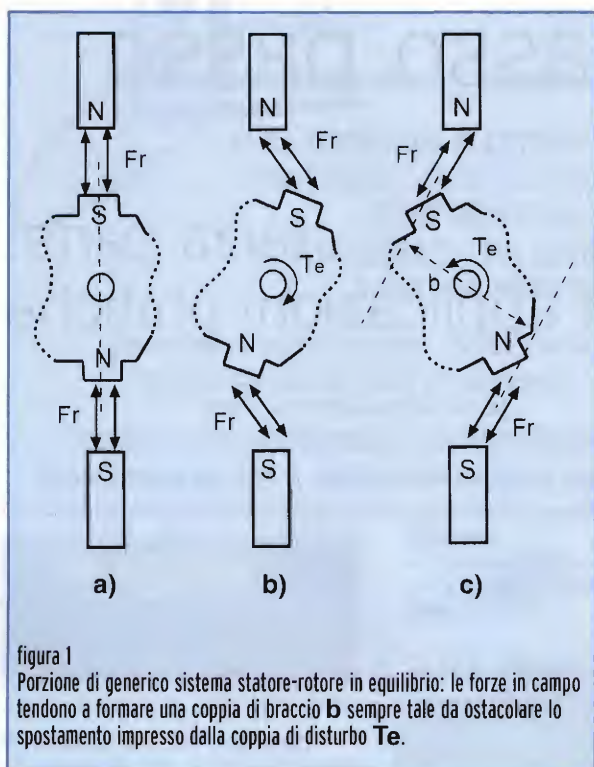 N
Fr
S
N
Fr
S
a)
N
Fr
S
Te
N
Fr
S
b)
N
Fr
S
Te
b
N
Fr
S
c)
figura 1
Porzione di generico sistema statore-rotore in equilibrio: le forze in campo
tendono a formare una coppia di braccio b sempre tale da ostacolare lo
spostamento impresso dalla coppia di disturbo Te.